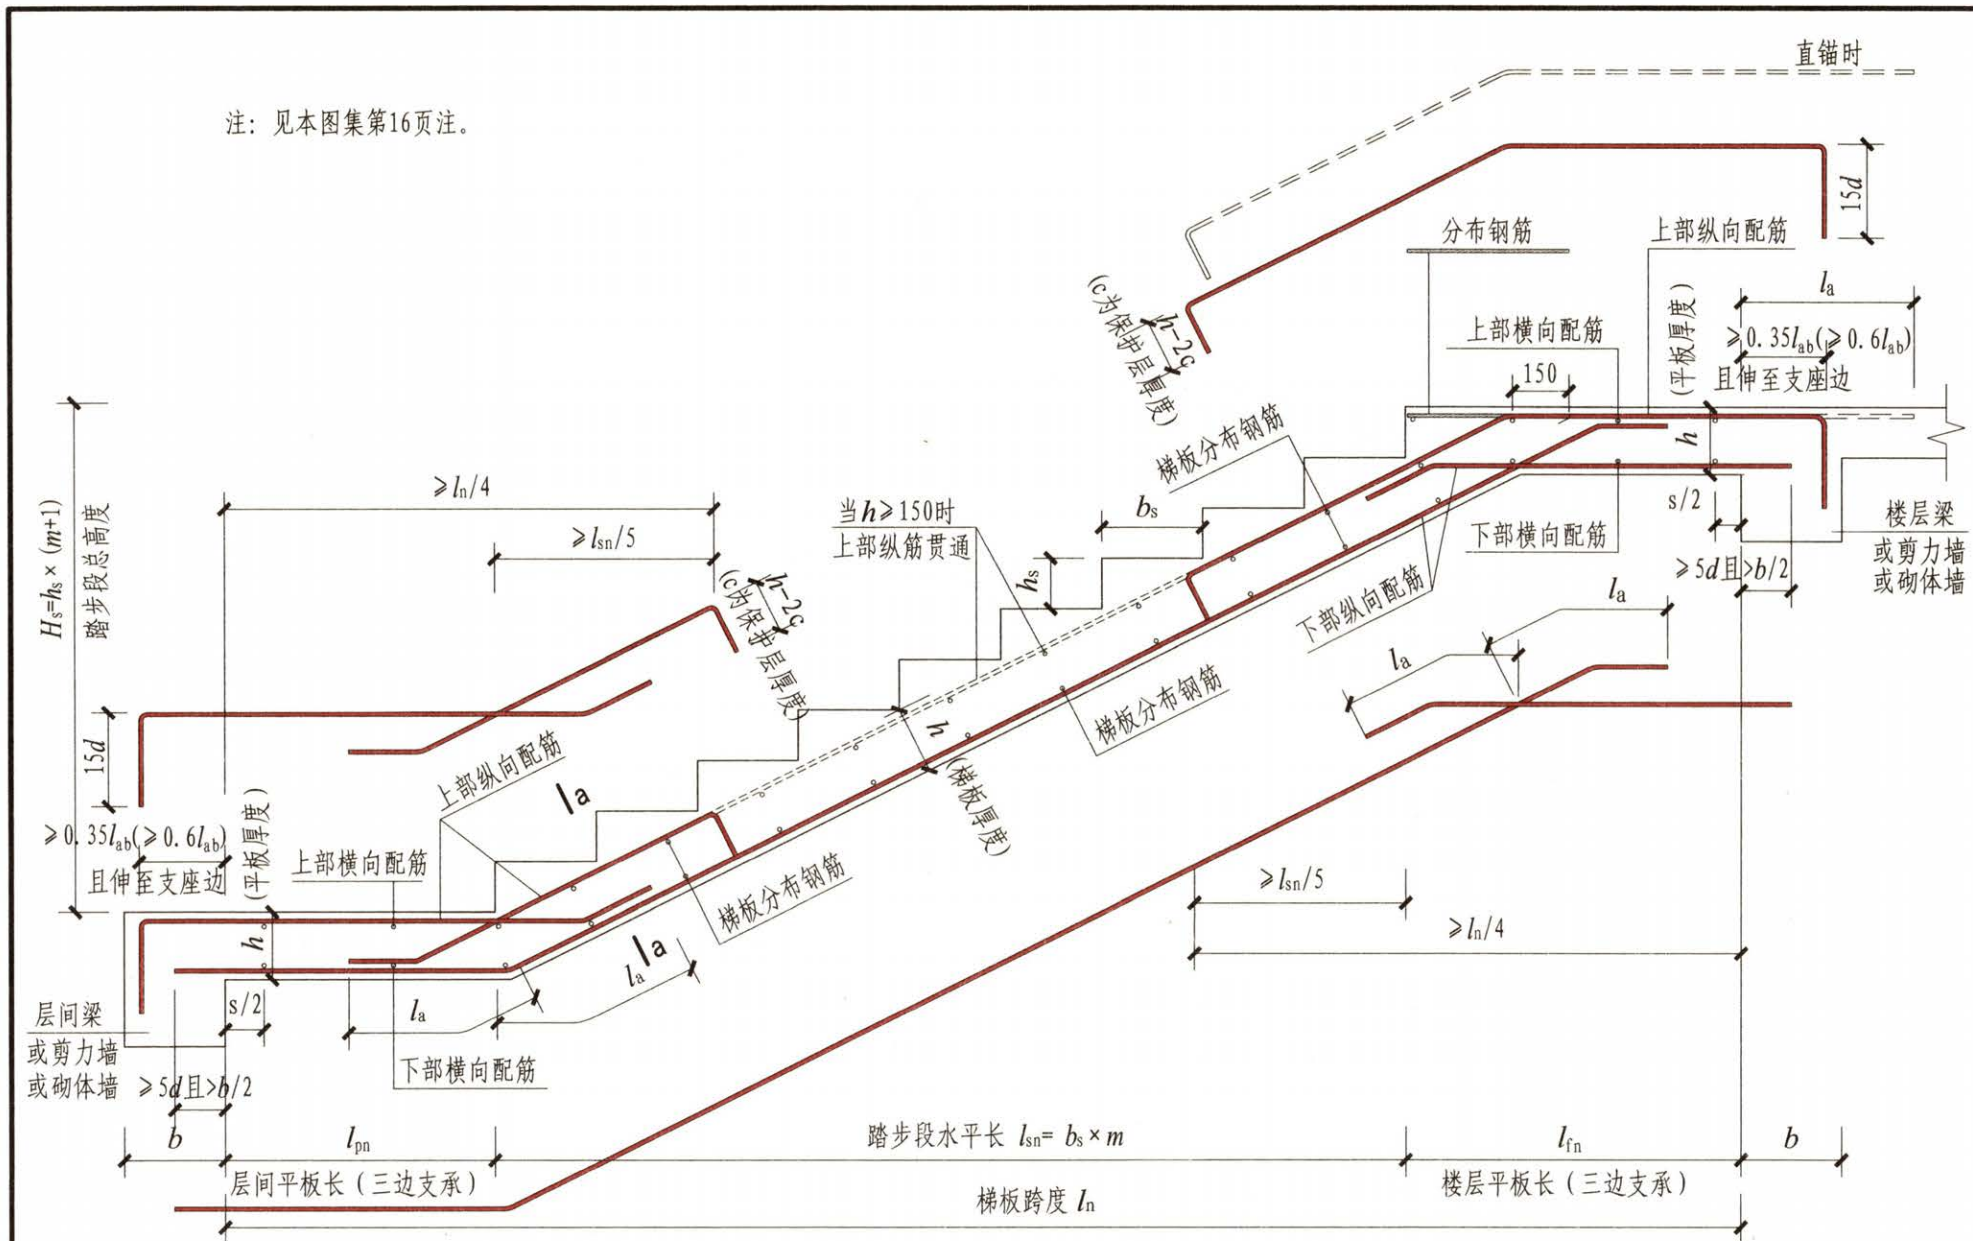 直锚时
注：见本图集第16页注。
15d
分布钢筋
上部纵向配筋
la
(平板厚度)
上部横向配筋
≥0.35lab(≥0.6lab)
且伸至支座边
150
h-2c
(c为保护层厚度)
梯板分布钢筋
h
s/2
≥5d且>b/2
楼层梁
或剪力墙
或砌体墙
下部横向配筋
下部纵向配筋
la
la
Hs=hs×(m+1)
踏步段总高度
≥ln/4
≥lsn/5
当h≥150时
上部纵筋贯通
bs
hs
h-2c
(c为保护层厚度)
15d
上部纵向配筋
la
≥0.35lab(≥0.6lab)
且伸至支座边
(平板厚度)
上部横向配筋
h
(梯板厚度)
梯板分布钢筋
梯板分布钢筋
≥lsn/5
≥ln/4
h
s/2
la
la
la
层间梁
或剪力墙
或砌体墙
≥5d且>b/2
下部横向配筋
b
lpn
踏步段水平长 lsn= bs×m
lfn
b
层间平板长（三边支承）
楼层平板长（三边支承）
梯板跨度 ln